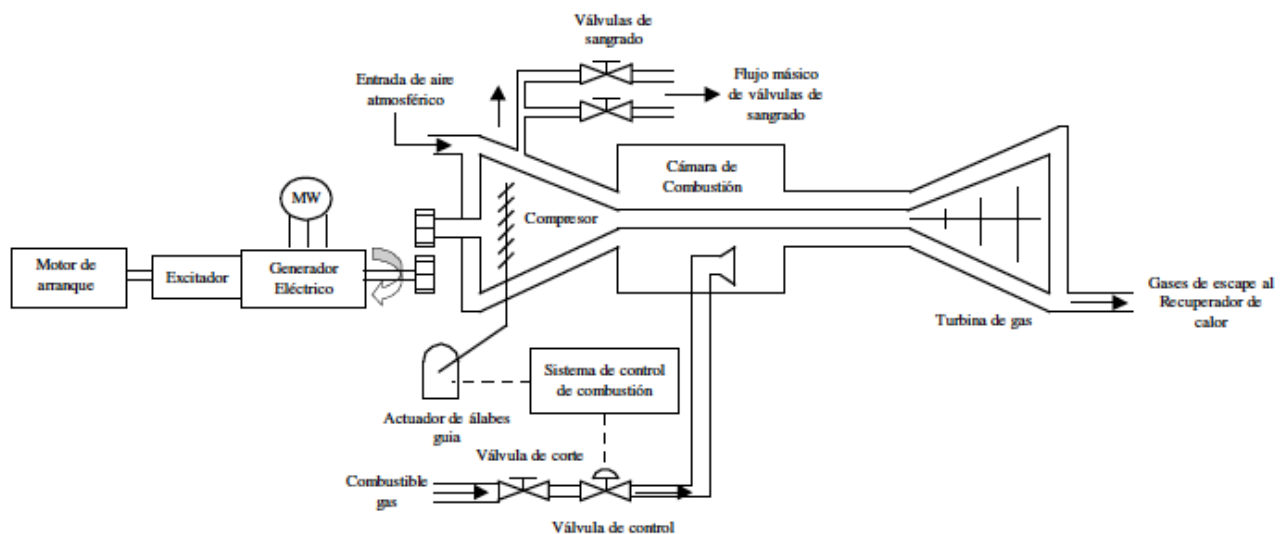 Válvulas de
sangrado
Entrada de aire
atmosférico
Flujo másico
de válvulas de
sangrado
Cámara de
Combustión
MW
Compresor
Motor de
arranque
Excitador
Generador
Eléctrico
Gases de escape al
Recuperador de
calor
Turbina de gas
Sistema de control
de combustión
Actuador de álabes
guia
Válvula de corte
Combustible
gas
Válvula de control